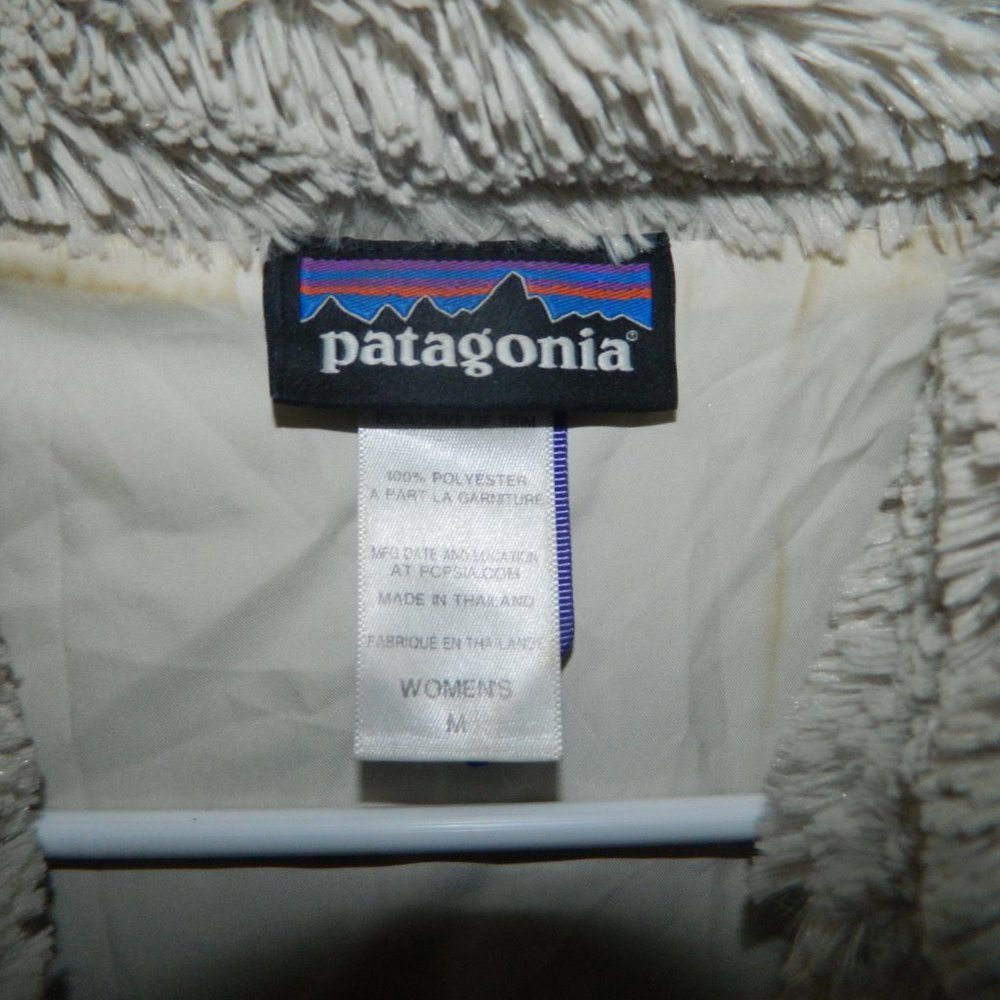 patagonia®
100% POLYESTER
A PART LA GARNITURE
MFG DATE AND LOCATION
AT PCPSIA.COM
MADE IN THAILAND
FABRIQUE EN THAILANDE
WOMEN'S
M